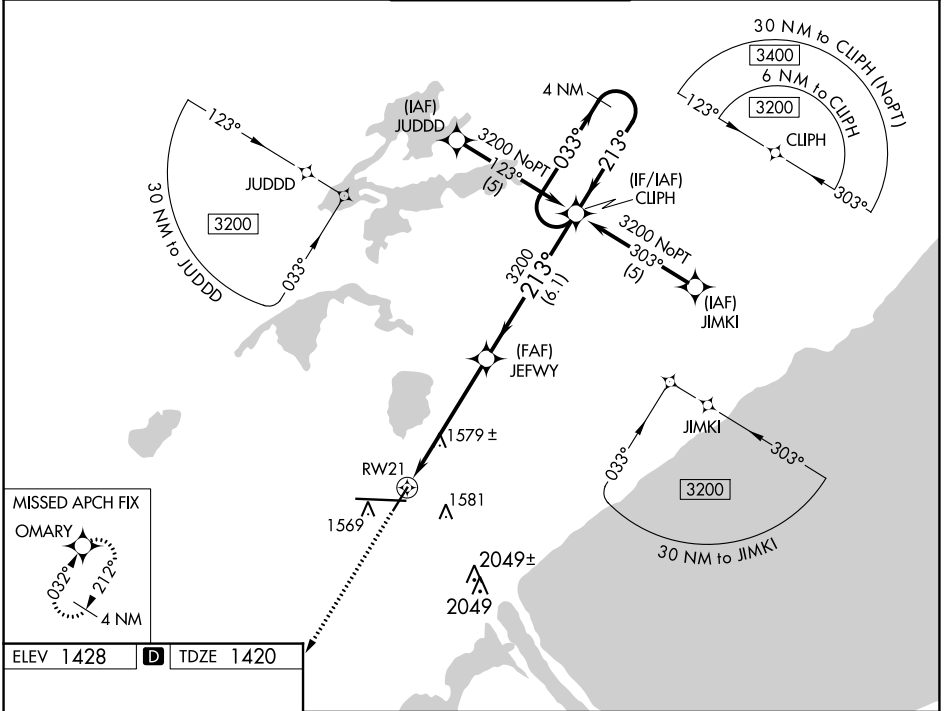 30 NM to CLIPH (NoPT)
3400
6 NM to CLIPH
3200
123°
CLIPH
303°
4 NM
033°
213°
(IAF)
JUDDD
3200 NoPT
123°
(5)
(IF/IAF)
CLIPH
3200 NoPT
303°
(5)
(IAF)
JIMKI
123°
JUDDD
3200
30 NM to JUDDD
033°
3200
213°
(6.1)
(FAF)
JEFWY
1579 ±
RW21
1569
1581
2049±
2049
JIMKI
033°
303°
3200
30 NM to JIMKI
MISSED APCH FIX
OMARY
032°
212°
4 NM
ELEV 1428 D TDZE 1420